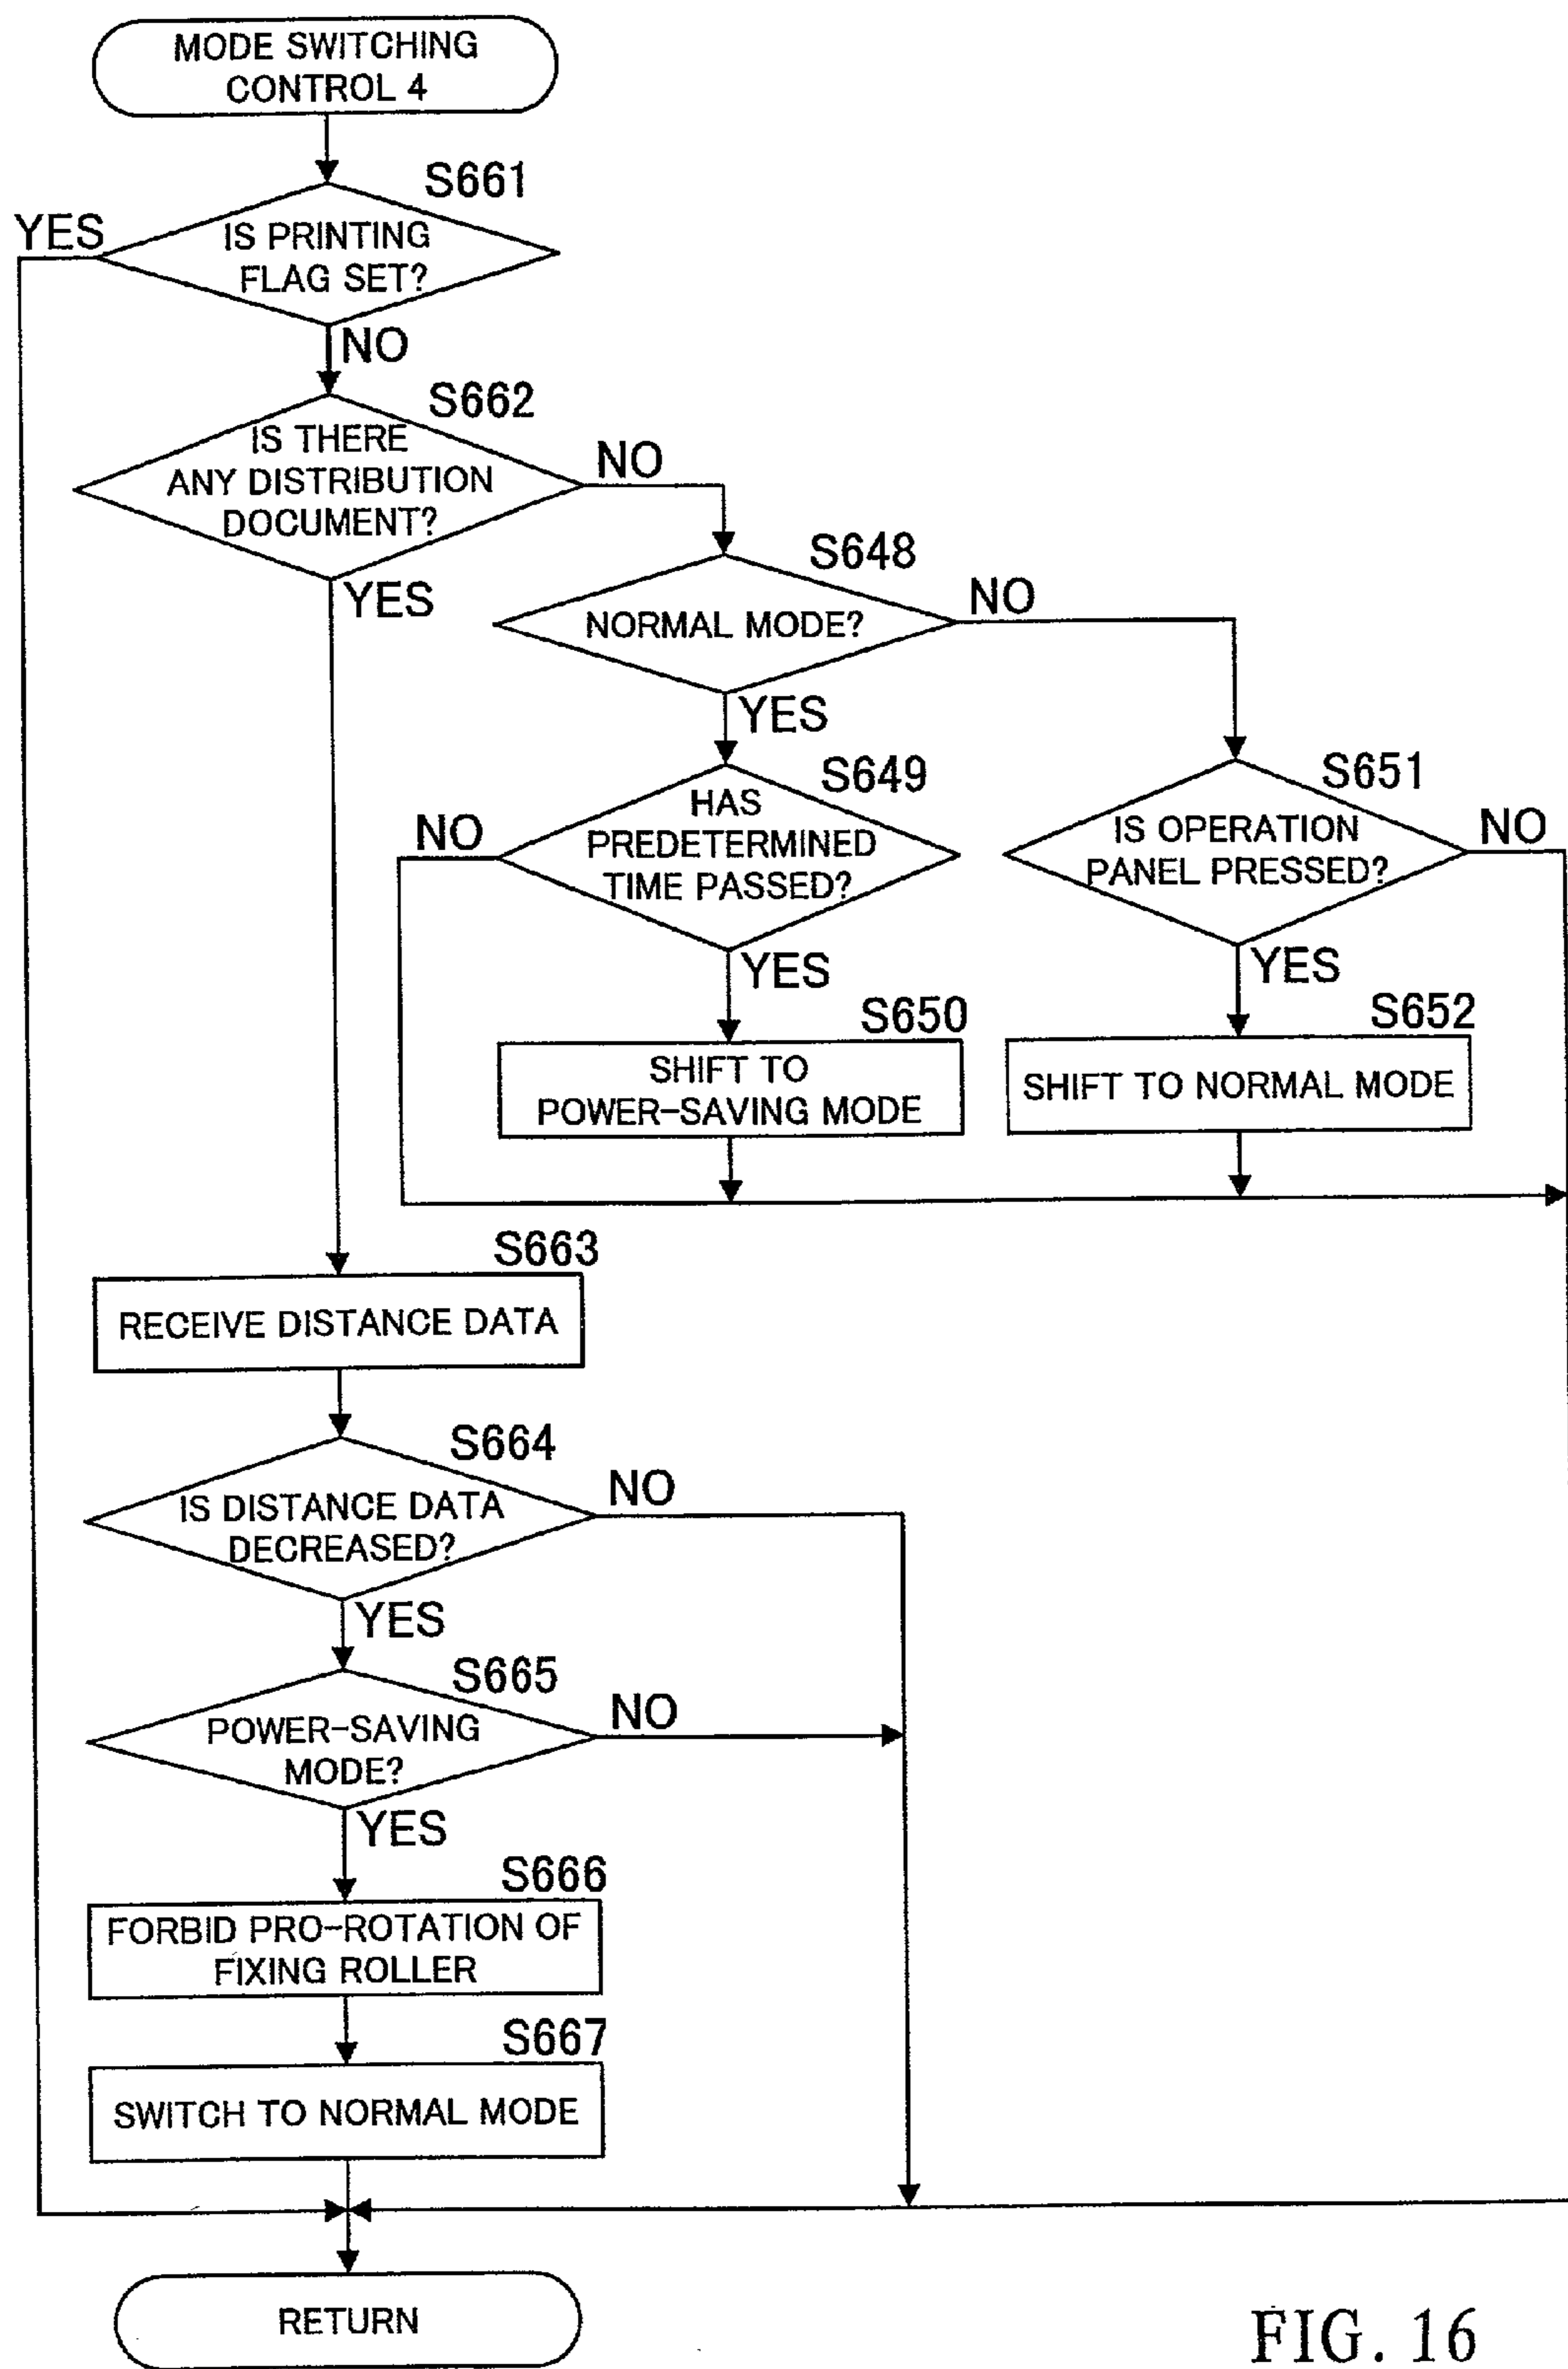 MODE SWITCHING
CONTROL 4
S661
YES
IS PRINTING
FLAG SET?
NO
S662
IS THERE
ANY DISTRIBUTION
DOCUMENT?
NO
YES
S648
NORMAL MODE?
NO
YES
S649
HAS
PREDETERMINED
TIME PASSED?
NO
YES
S651
IS OPERATION
PANEL PRESSED?
NO
YES
S650
SHIFT TO
POWER-SAVING MODE
S652
SHIFT TO NORMAL MODE
S663
RECEIVE DISTANCE DATA
S664
IS DISTANCE DATA
DECREASED?
NO
YES
S665
POWER-SAVING
MODE?
NO
YES
S666
FORBID PRO-ROTATION OF
FIXING ROLLER
S667
SWITCH TO NORMAL MODE
RETURN
FIG. 16